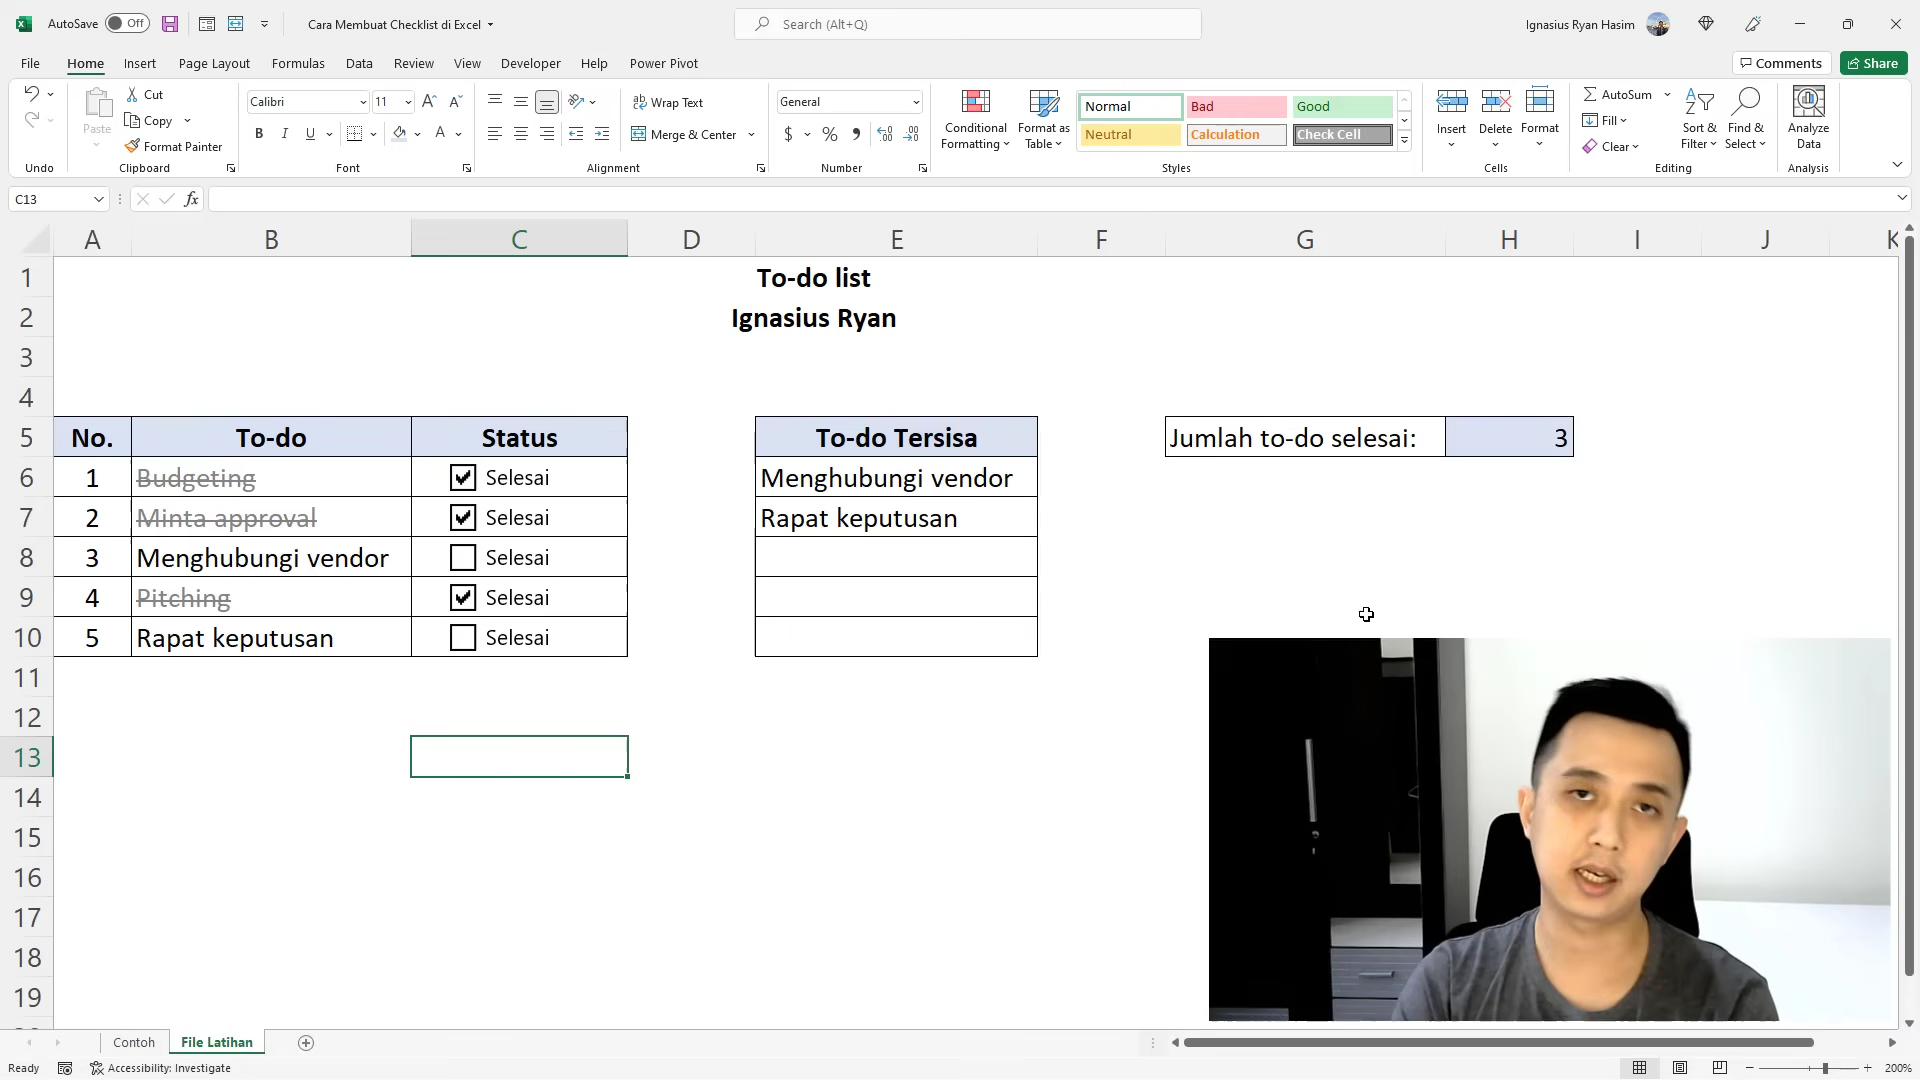 AutoSave Off
Cara Membuat Checklist di Excel
Search (Alt+Q)
Ignasius Ryan Hasim
File Home Insert Page Layout Formulas Data Review View Developer Help Power Pivot
Comments Share
Paste
Cut
Copy
Format Painter
Calibri 11
B I U
A
Wrap Text
Merge & Center
General
$ % 9
Conditional Formatting
Format as Table
Normal Bad Good
Neutral Calculation Check Cell
Insert Delete Format
AutoSum
Fill
Clear
Sort & Filter
Find & Select
Analyze Data
Undo Clipboard Font Alignment Number Styles Cells Editing Analysis
C13 fx
A B C D E F G H I J K
1 To-do list
2 Ignasius Ryan
3
4
5 No. To-do Status To-do Tersisa Jumlah to-do selesai: 3
6 1 Budgeting Selesai Menghubungi vendor
7 2 Minta approval Selesai Rapat keputusan
8 3 Menghubungi vendor Selesai
9 4 Pitching Selesai
10 5 Rapat keputusan Selesai
11
12
13
14
15
16
17
18
19
Contoh File Latihan
Ready Accessibility: Investigate 200%